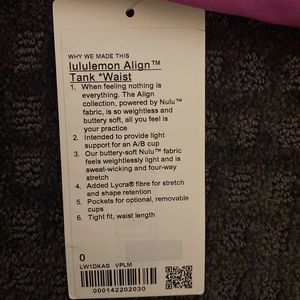 WHY WE MADE THIS
lululemon Align™
Tank *Waist
1. When feeling nothing is
everything. The Align
collection, powered by Nulu™
fabric, is so weightless and
buttery soft, all you feel is
your practice
2. Intended to provide light
support for an A/B cup
3. Our buttery-soft Nulu™ fabric
feels weightlessly light and is
sweat-wicking and four-way
stretch
4. Added Lycra® fibre for stretch
and shape retention
5. Pockets for optional, removable
cups
6. Tight fit, waist length
0
LW1DKAS VPLM
000142202030